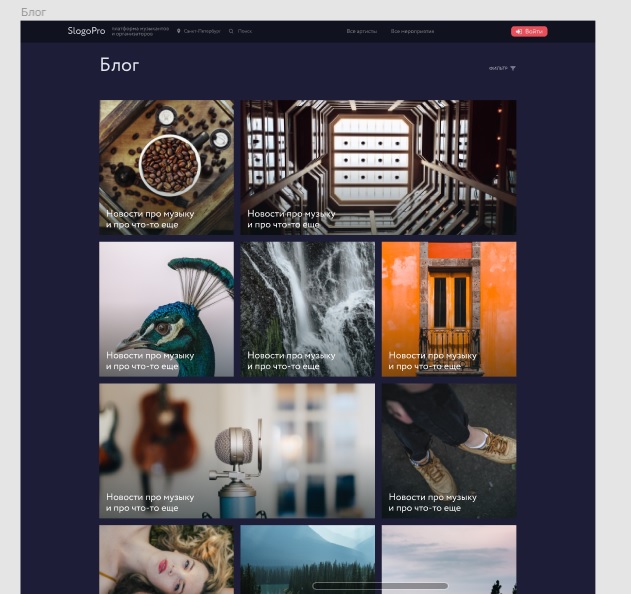 Блог
SlogoPro
платформа музыкантов
и организаторов
Санкт-Петербург
Поиск
Все артисты
Все мероприятия
Войти
Блог
ФИЛЬТР
Новости про музыку
и про что-то еще
Новости про музыку
и про что-то еще
Новости про музыку
и про что-то еще
Новости про музыку
и про что-то еще
Новости про музыку
и про что-то еще
Новости про музыку
и про что-то еще
Новости про музыку
и про что-то еще